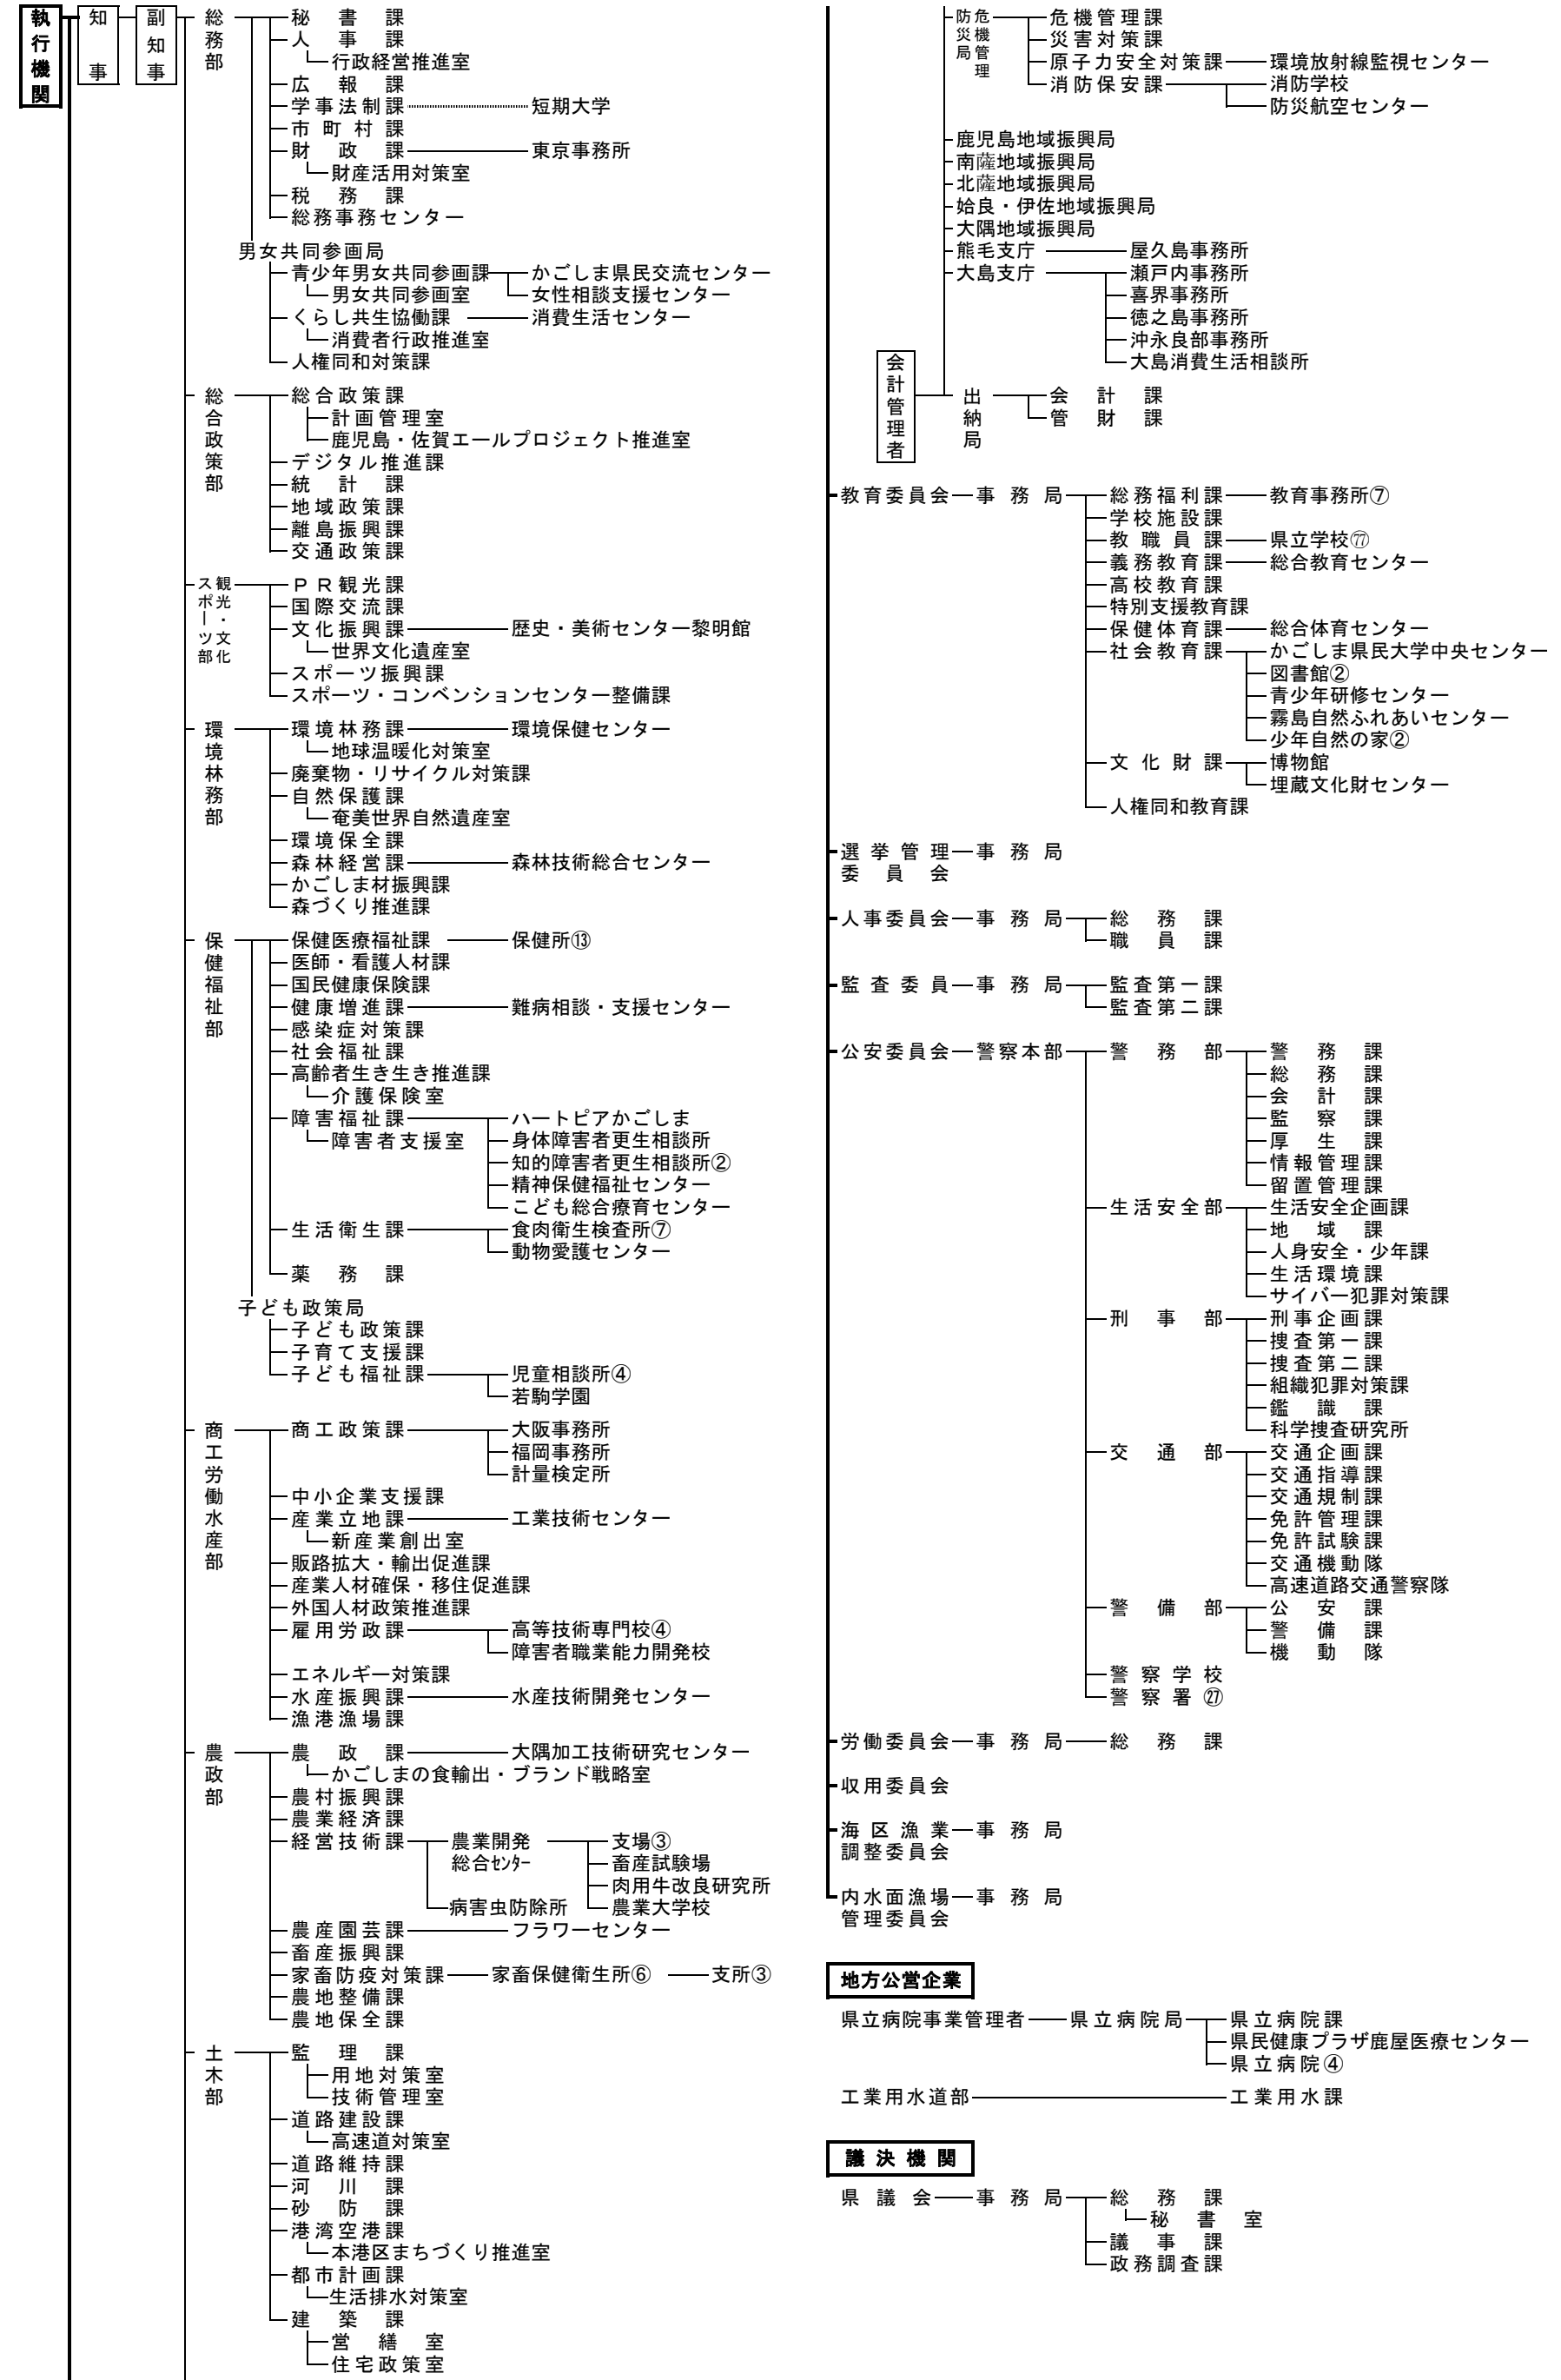 執行機関
知事
副知事
総務部
秘書課
人事課
行政経営推進室
広報課
学事法制課 短期大学
市町村課
財政課 東京事務所
財産活用対策室
税務課
総務事務センター
男女共同参画局
青少年男女共同参画課 かごしま県民交流センター
男女共同参画室 女性相談支援センター
くらし共生協働課 消費生活センター
消費者行政推進室
人権同和対策課
総合政策部
総合政策課
計画管理室
鹿児島・佐賀エールプロジェクト推進室
デジタル推進課
統計課
地域政策課
離島振興課
交通政策課
観光・文化スポーツ部
ＰＲ観光課
国際交流課
文化振興課 歴史・美術センター黎明館
世界文化遺産室
スポーツ振興課
スポーツ・コンベンションセンター整備課
環境林務部
環境林務課 環境保健センター
地球温暖化対策室
廃棄物・リサイクル対策課
自然保護課
奄美世界自然遺産室
環境保全課
森林経営課 森林技術総合センター
かごしま材振興課
森づくり推進課
保健福祉部
保健医療福祉課 保健所⑬
医師・看護人材課
国民健康保険課
健康増進課 難病相談・支援センター
感染症対策課
社会福祉課
高齢者生き生き推進課
介護保険室
障害福祉課 ハートピアかごしま
障害者支援室 身体障害者更生相談所
知的障害者更生相談所②
精神保健福祉センター
こども総合療育センター
生活衛生課 食肉衛生検査所⑦
動物愛護センター
薬務課
子ども政策局
子ども政策課
子育て支援課
子ども福祉課 児童相談所④
若駒学園
商工労働水産部
商工政策課 大阪事務所
福岡事務所
計量検定所
中小企業支援課
産業立地課 工業技術センター
新産業創出室
販路拡大・輸出促進課
産業人材確保・移住促進課
外国人材政策推進課
雇用労政課 高等技術専門校④
障害者職業能力開発校
エネルギー対策課
水産振興課 水産技術開発センター
漁港漁場課
農政部
農政課 大隅加工技術研究センター
かごしまの食輸出・ブランド戦略室
農村振興課
農業経済課
経営技術課 農業開発 支場③
総合ｾﾝﾀｰ 畜産試験場
肉用牛改良研究所
病害虫防除所 農業大学校
農産園芸課 フラワーセンター
畜産振興課
家畜防疫対策課 家畜保健衛生所⑥ 支所③
農地整備課
農地保全課
土木部
監理課
用地対策室
技術管理室
道路建設課
高速道対策室
道路維持課
河川課
砂防課
港湾空港課
本港区まちづくり推進室
都市計画課
生活排水対策室
建築課
営繕室
住宅政策室
危機管理防災局
危機管理課
災害対策課
原子力安全対策課 環境放射線監視センター
消防保安課 消防学校
防災航空センター
鹿児島地域振興局
南薩地域振興局
北薩地域振興局
姶良・伊佐地域振興局
大隅地域振興局
熊毛支庁 屋久島事務所
大島支庁 瀬戸内事務所
喜界事務所
徳之島事務所
沖永良部事務所
大島消費生活相談所
会計管理者
出納局
会計課
管財課
教育委員会 事務局 総務福利課 教育事務所⑦
学校施設課
教職員課 県立学校㊆
義務教育課 総合教育センター
高校教育課
特別支援教育課
保健体育課 総合体育センター
社会教育課 かごしま県民大学中央センター
図書館②
青少年研修センター
霧島自然ふれあいセンター
少年自然の家②
文化財課 博物館
埋蔵文化財センター
人権同和教育課
選挙管理 事務局
委員会
人事委員会 事務局 総務課
職員課
監査委員 事務局 監査第一課
監査第二課
公安委員会 警察本部 警務部 警務課
総務課
会計課
監察課
厚生課
情報管理課
留置管理課
生活安全部 生活安全企画課
地域課
人身安全・少年課
生活環境課
サイバー犯罪対策課
刑事部 刑事企画課
捜査第一課
捜査第二課
組織犯罪対策課
鑑識課
科学捜査研究所
交通部 交通企画課
交通指導課
交通規制課
免許管理課
免許試験課
交通機動隊
高速道路交通警察隊
警備部 公安課
警備課
機動隊
警察学校
警察署㉗
労働委員会 事務局 総務課
収用委員会
海区漁業 事務局
調整委員会
内水面漁場 事務局
管理委員会
地方公営企業
県立病院事業管理者 県立病院局 県立病院課
県民健康プラザ鹿屋医療センター
県立病院④
工業用水道部 工業用水課
議決機関
県議会 事務局 総務課
秘書室
議事課
政務調査課